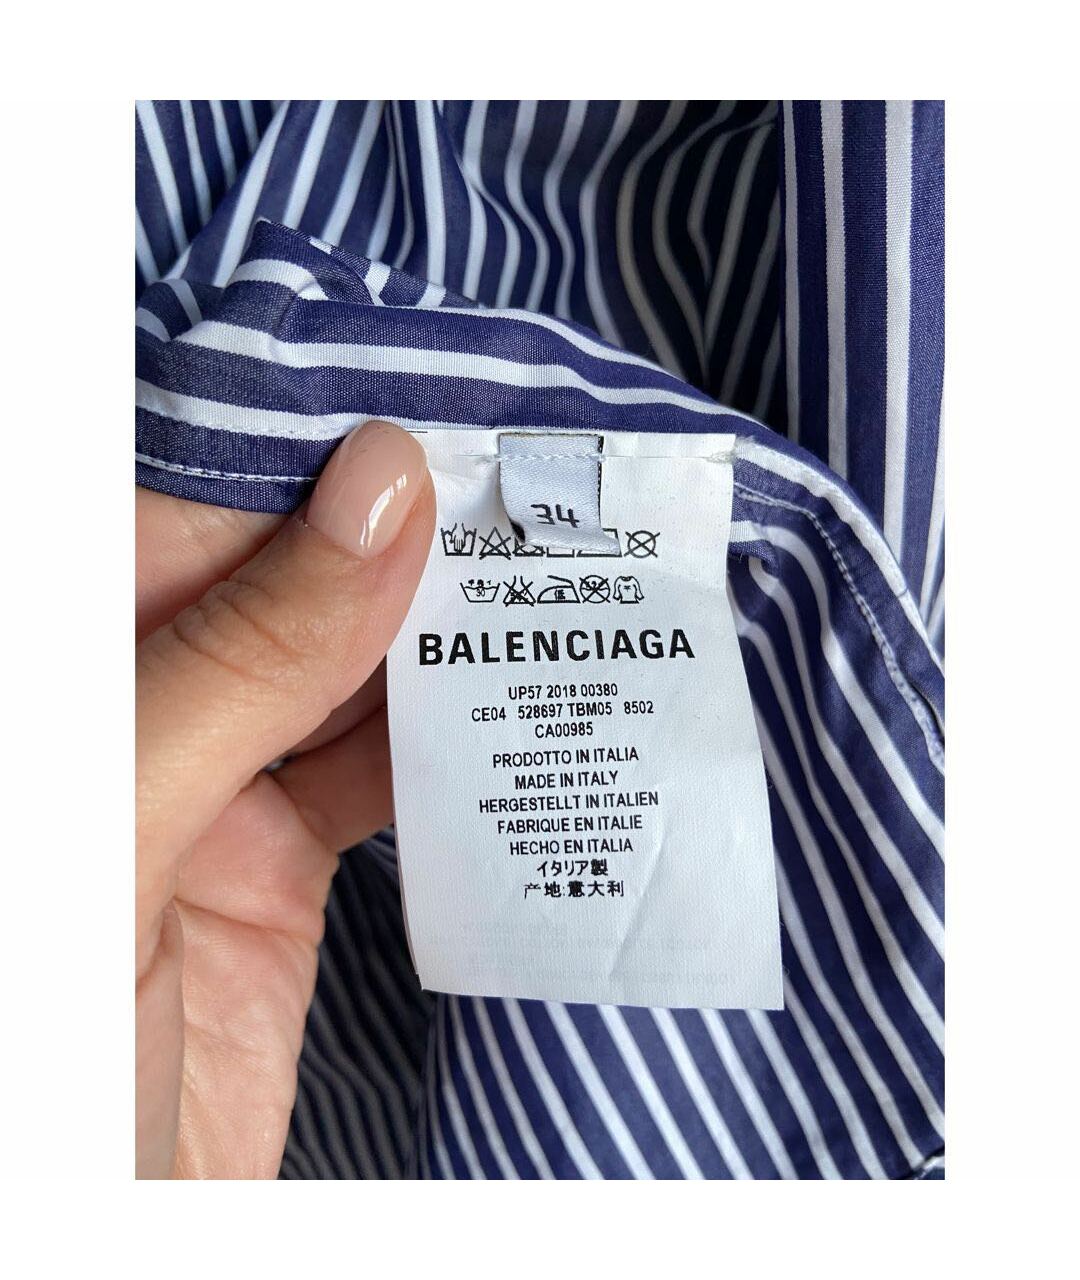 34
30
BALENCIAGA
UP57 2018 00380
CE04 528697 TBM05 8502
CA00985
PRODOTTO IN ITALIA
MADE IN ITALY
HERGESTELLT IN ITALIEN
FABRIQUE EN ITALIE
HECHO EN ITALIA
イタリア製
产地:意大利